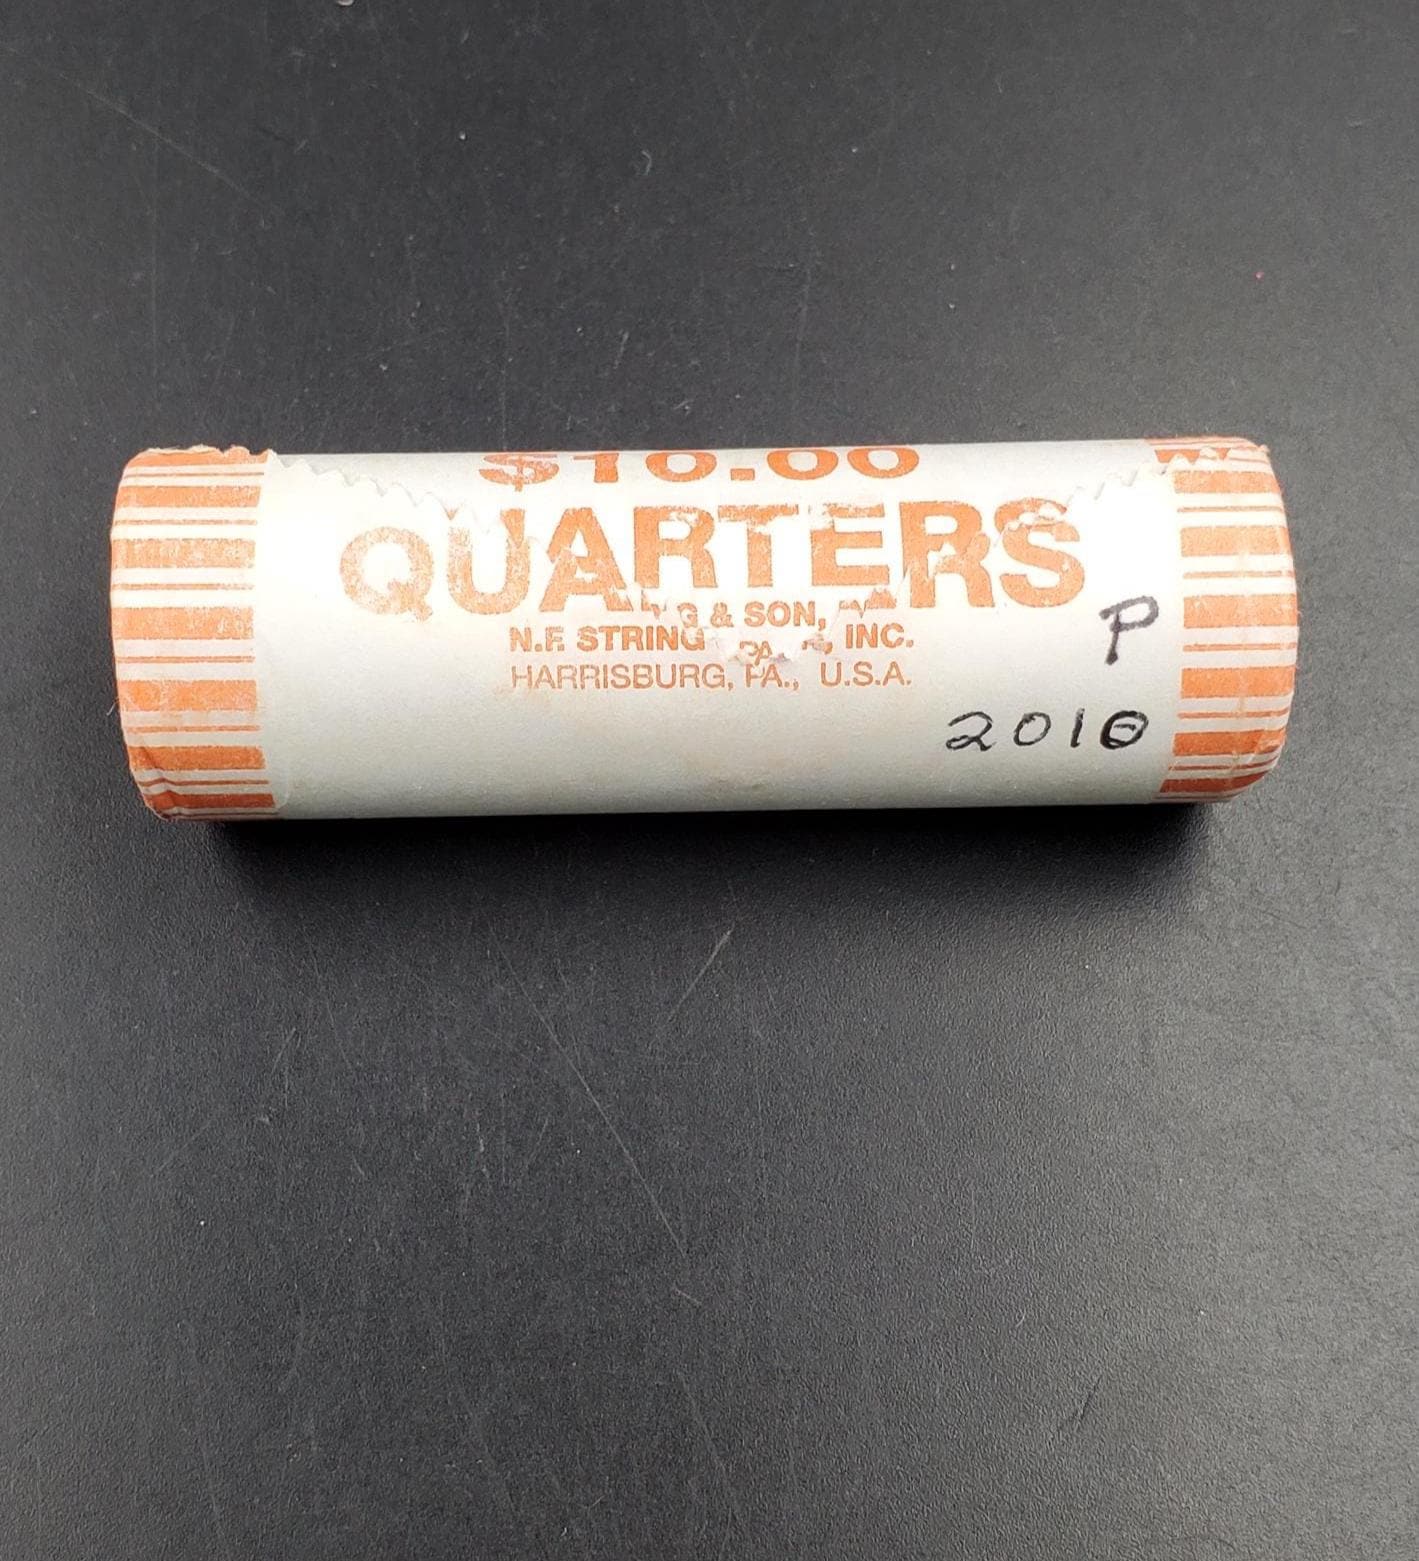 $10.00
QUARTERS
G & SON,
N.F. STRING , INC.
HARRISBURG, PA., U.S.A.
P
2010